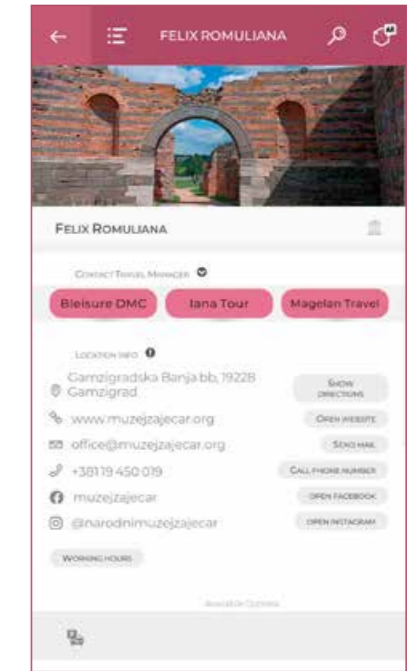 FELIX ROMULIANA
FELIX ROMULIANA
CONTACT TRAVEL MANAGER
Bleisure DMC
Iana Tour
Magelan Travel
LOCATION INFO
Gamzigradska Banja bb, 19228
Gamzigrad
SHOW
DIRECTIONS
www.muzejzajecar.org
OPEN WEBSITE
office@muzejzajecar.org
SEND MAIL
+381 19 450 019
CALL PHONE NUMBER
muzejzajecar
OPEN FACEBOOK
@narodnimuzejzajecar
OPEN INSTAGRAM
WORKING HOURS
Available Options